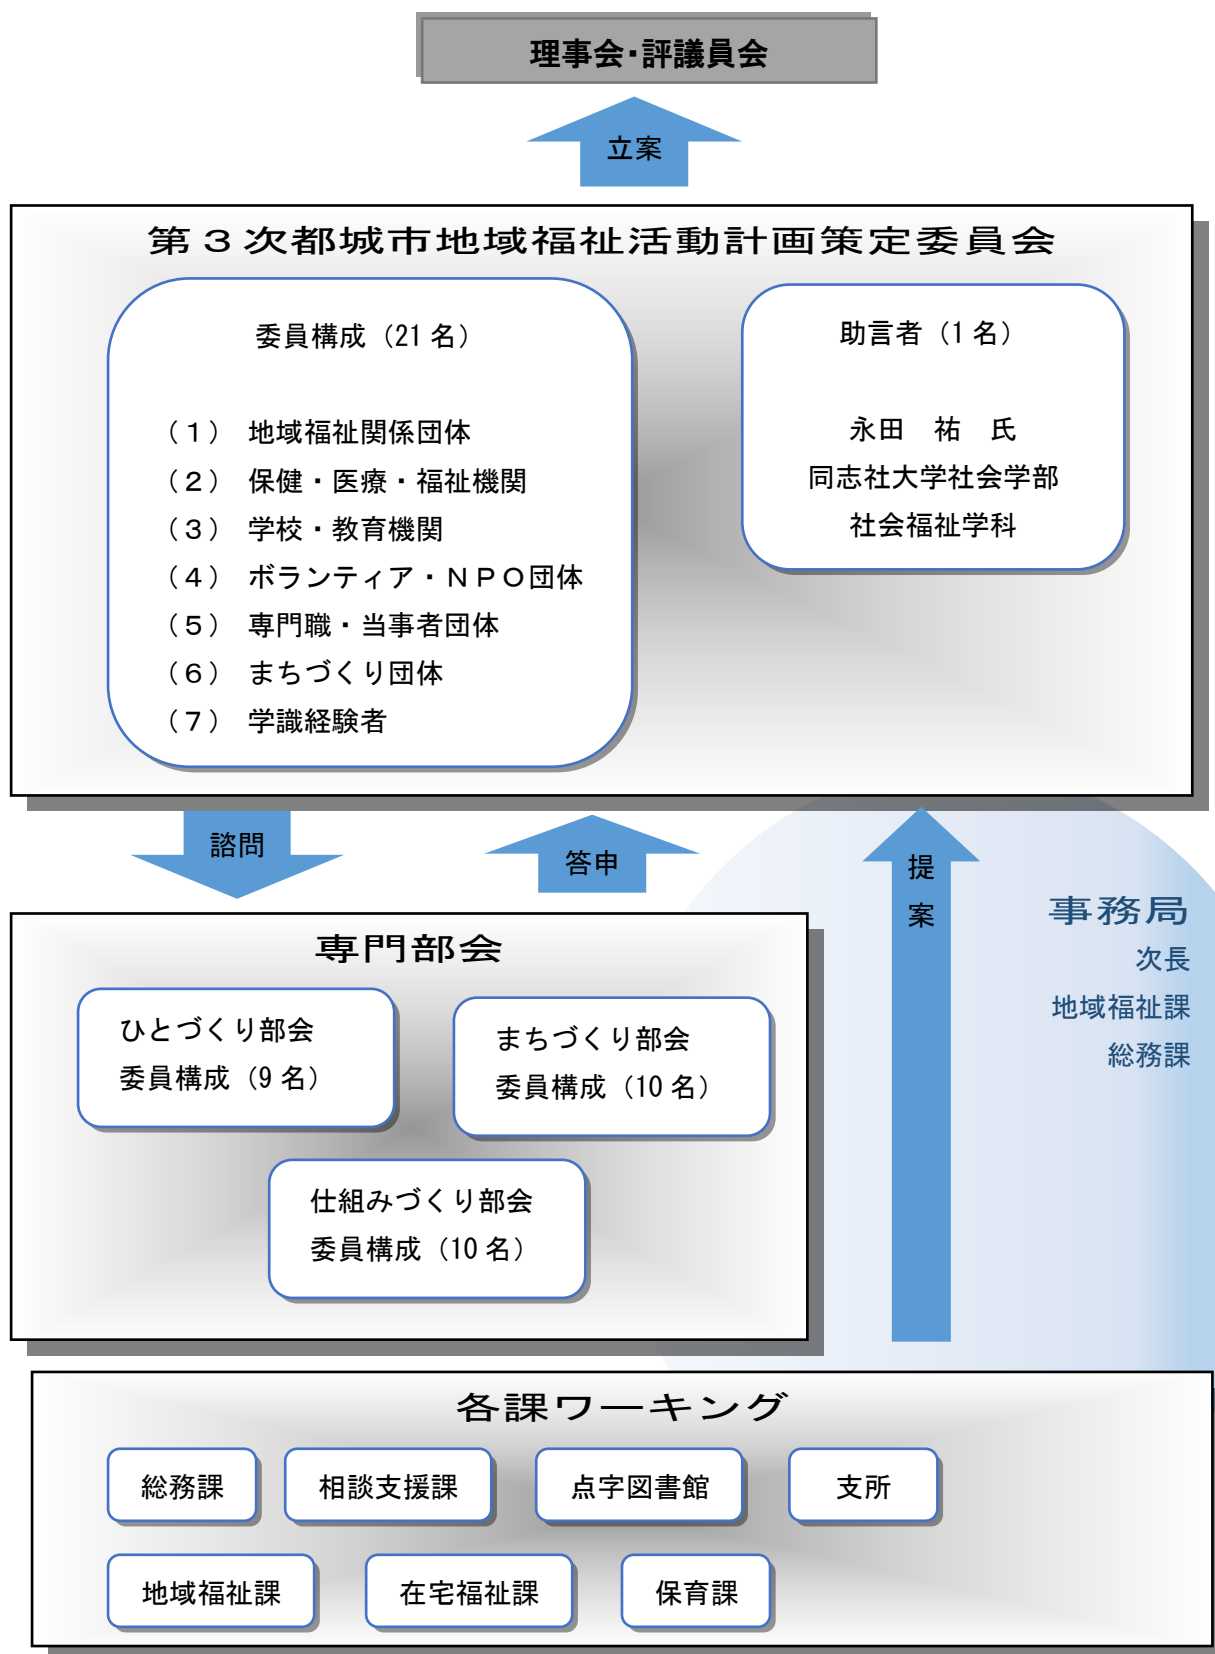 理事会・評議員会
立案
第３次都城市地域福祉活動計画策定委員会
委員構成（21 名）
（１） 地域福祉関係団体
（２） 保健・医療・福祉機関
（３） 学校・教育機関
（４） ボランティア・ＮＰＯ団体
（５） 専門職・当事者団体
（６） まちづくり団体
（７） 学識経験者
助言者（1 名）
永田　祐　氏
同志社大学社会学部
社会福祉学科
諮問
答申
提案
事務局
次長
地域福祉課
総務課
専門部会
ひとづくり部会
委員構成（9 名）
まちづくり部会
委員構成（10 名）
仕組みづくり部会
委員構成（10 名）
各課ワーキング
総務課
相談支援課
点字図書館
支所
地域福祉課
在宅福祉課
保育課